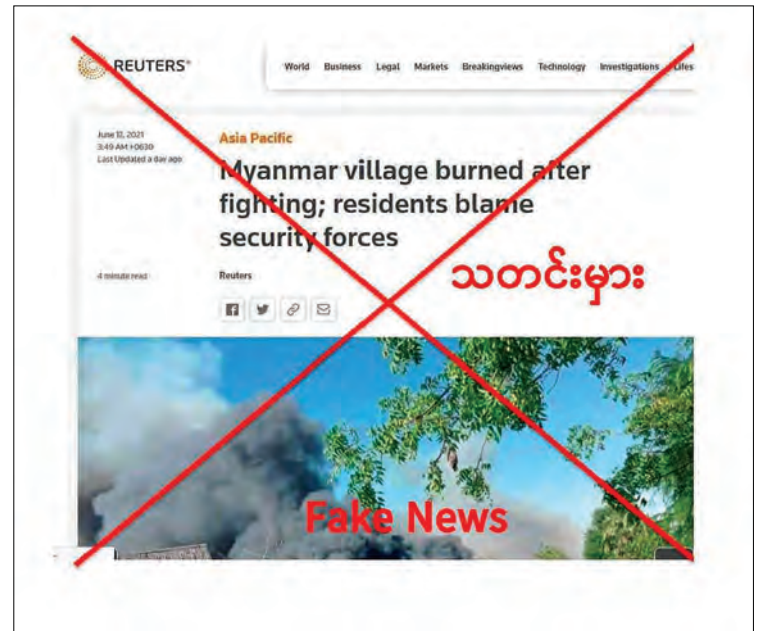 REUTERS
World Business Legal Markets Breakingviews Technology Investigations Lifes
June 12, 2021
3:49 AM +0630
Last Updated a day ago
Asia Pacific
Myanmar village burned after
fighting; residents blame
security forces
သတင်းမှား
4 minute read
Reuters
Fake News